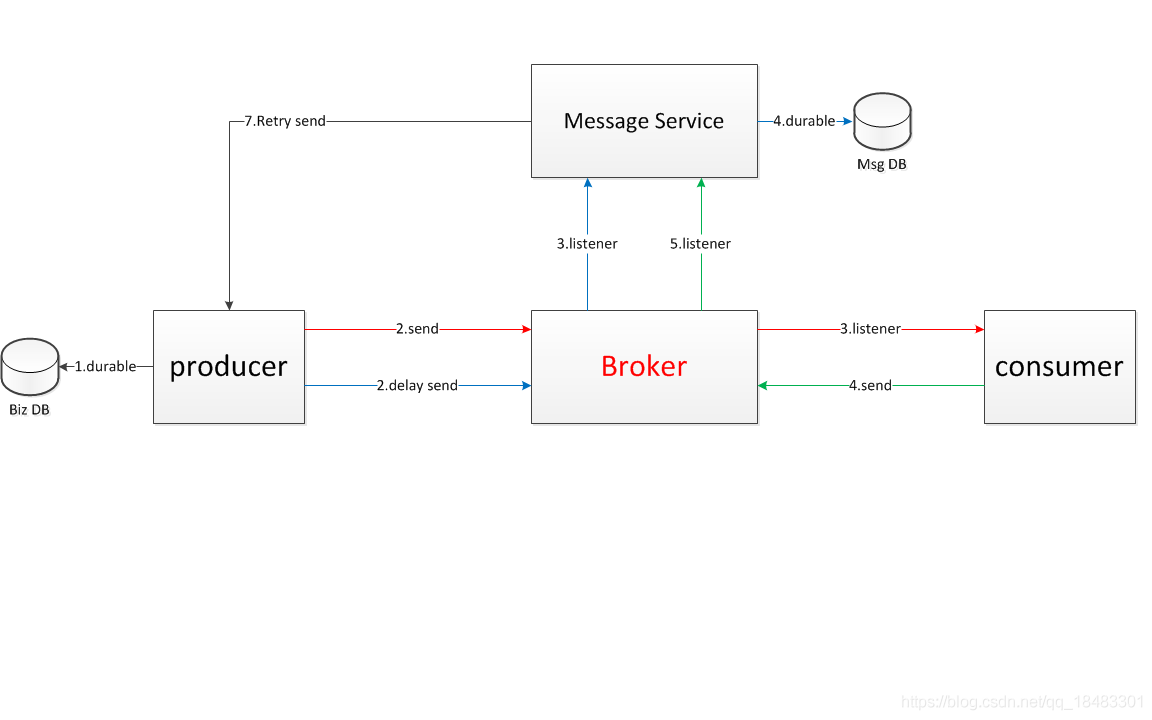 Message Service
7.Retry send
4.durable
Msg DB
3.listener
5.listener
2.send
3.listener
producer
Broker
consumer
1.durable
2.delay send
4.send
Biz DB
https://blog.csdn.net/qq_18483301